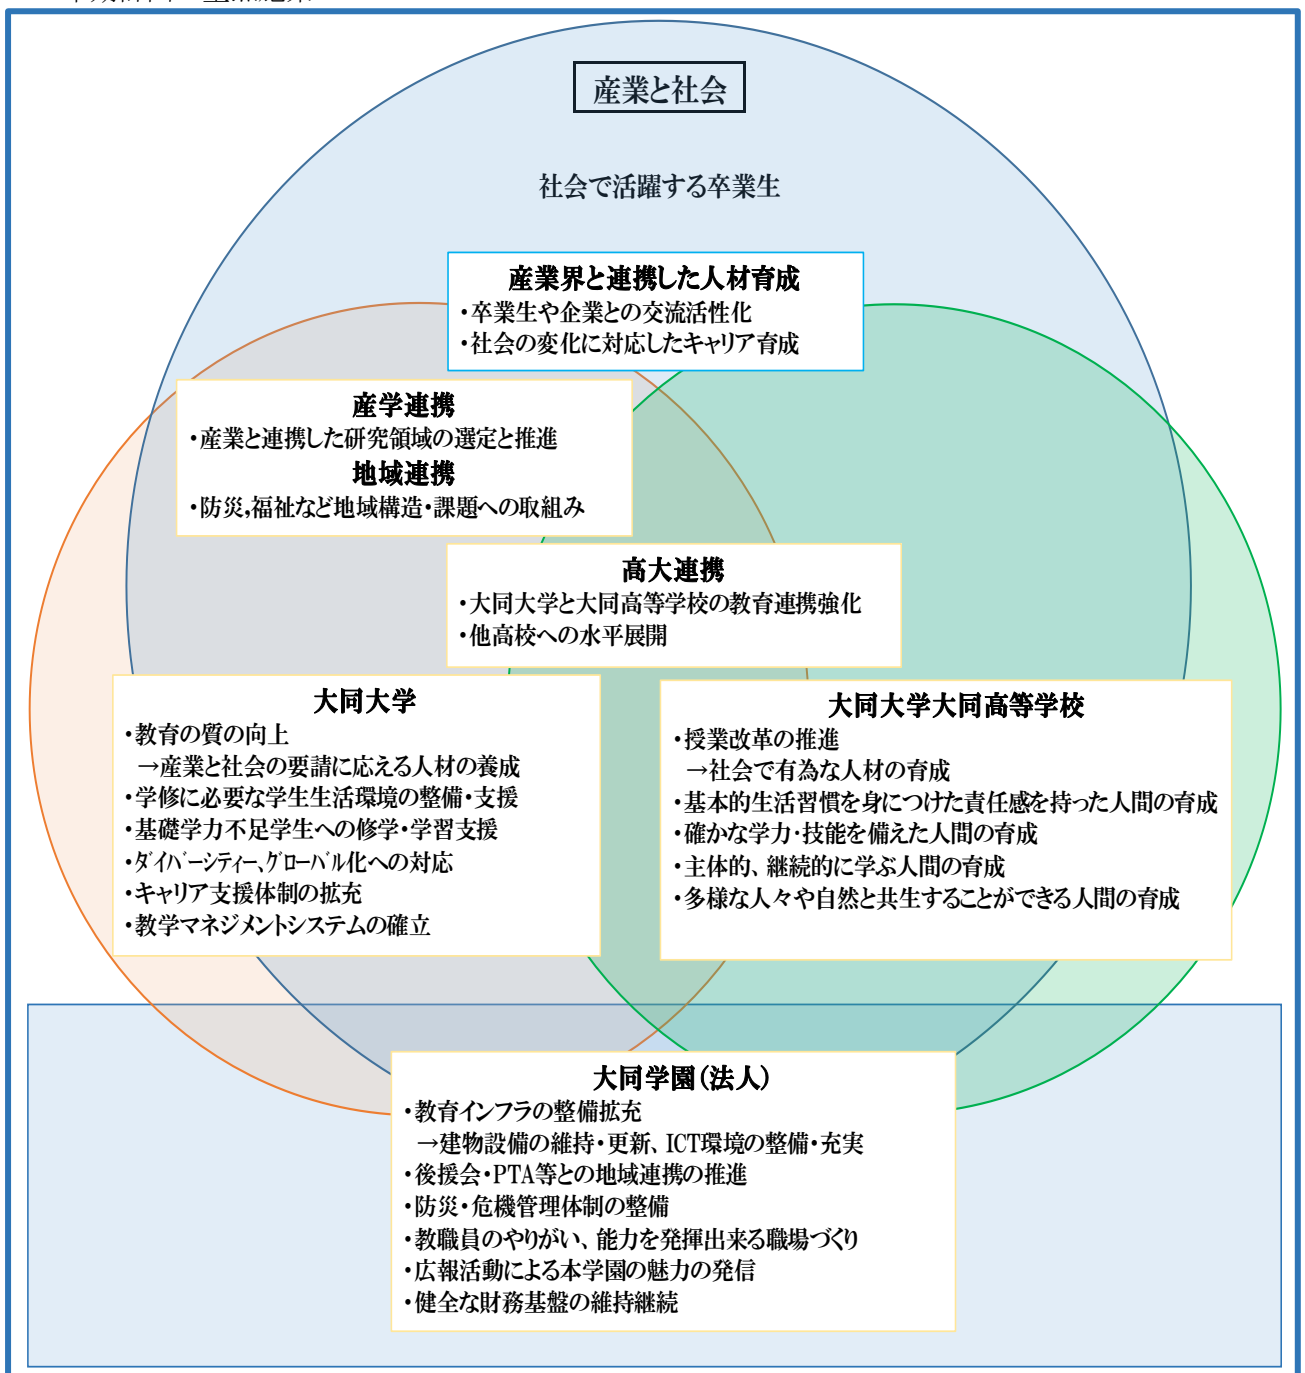 産業と社会
社会で活躍する卒業生
産業界と連携した人材育成
・卒業生や企業との交流活性化
・社会の変化に対応したキャリア育成
産学連携
・産業と連携した研究領域の選定と推進
地域連携
・防災,福祉など地域構造・課題への取組み
高大連携
・大同大学と大同高等学校の教育連携強化
・他高校への水平展開
大同大学
・教育の質の向上
→産業と社会の要請に応える人材の養成
・学修に必要な学生生活環境の整備・支援
・基礎学力不足学生への修学・学習支援
・ダイバーシティー、グローバル化への対応
・キャリア支援体制の拡充
・教学マネジメントシステムの確立
大同大学大同高等学校
・授業改革の推進
→社会で有為な人材の育成
・基本的生活習慣を身につけた責任感を持った人間の育成
・確かな学力・技能を備えた人間の育成
・主体的、継続的に学ぶ人間の育成
・多様な人々や自然と共生することができる人間の育成
大同学園(法人)
・教育インフラの整備拡充
→建物設備の維持・更新、ICT環境の整備・充実
・後援会・PTA等との地域連携の推進
・防災・危機管理体制の整備
・教職員のやりがい、能力を発揮出来る職場づくり
・広報活動による本学園の魅力の発信
・健全な財務基盤の維持継続